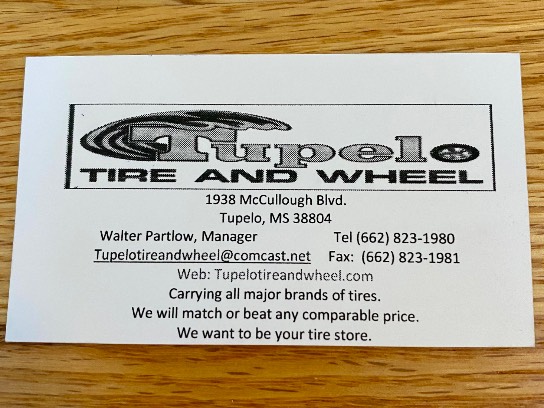 Tupelo
TIRE AND WHEEL
1938 McCullough Blvd.
Tupelo, MS 38804
Walter Partlow, Manager Tel (662) 823-1980
Tupelotireandwheel@comcast.net Fax: (662) 823-1981
Web: Tupelotireandwheel.com
Carrying all major brands of tires.
We will match or beat any comparable price.
We want to be your tire store.